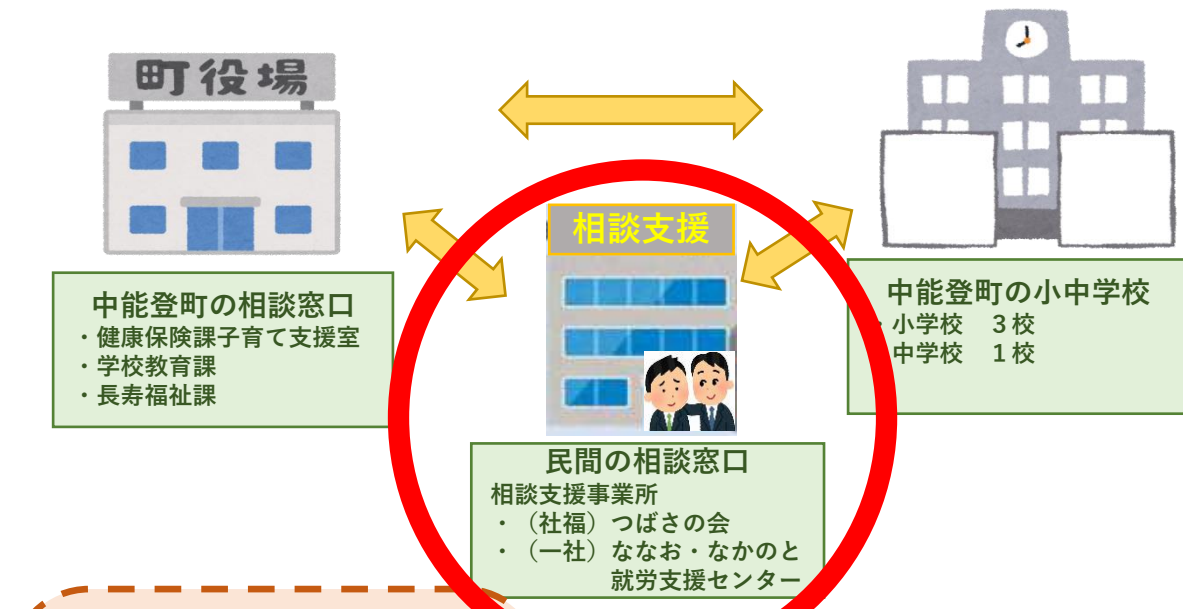 町役場
相談支援
中能登町の相談窓口
・健康保険課子育て支援室
・学校教育課
・長寿福祉課
中能登町の小中学校
・小学校　３校
中学校　１校
民間の相談窓口
相談支援事業所
・（社福）つばさの会
・（一社）ななお・なかのと
就労支援センター